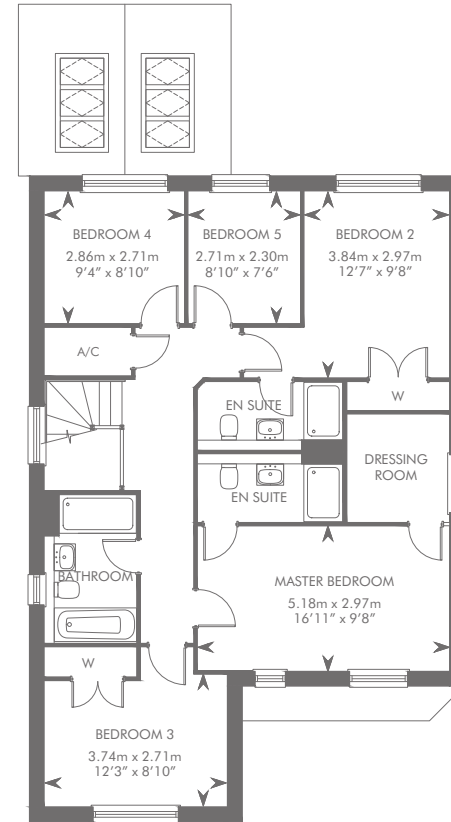 BEDROOM 4
2.86m x 2.71m
9’4” x 8’10”
BEDROOM 5
2.71m x 2.30m
8’10” x 7’6”
BEDROOM 2
3.84m x 2.97m
12’7” x 9’8”
A/C
W
EN SUITE
DRESSING
ROOM
EN SUITE
BATHROOM
MASTER BEDROOM
5.18m x 2.97m
16’11” x 9’8”
W
BEDROOM 3
3.74m x 2.71m
12’3” x 8’10”